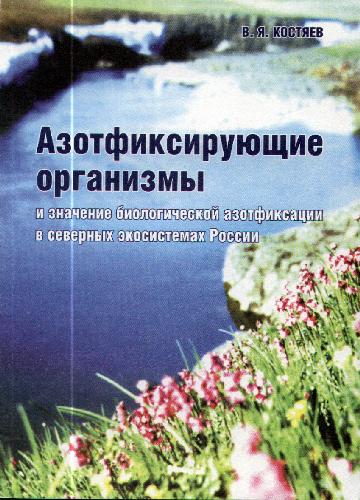 В. Я. КОСТЯЕВ
Азотфиксирующие
организмы
и значение биологической азотфиксации
в северных экосистемах России